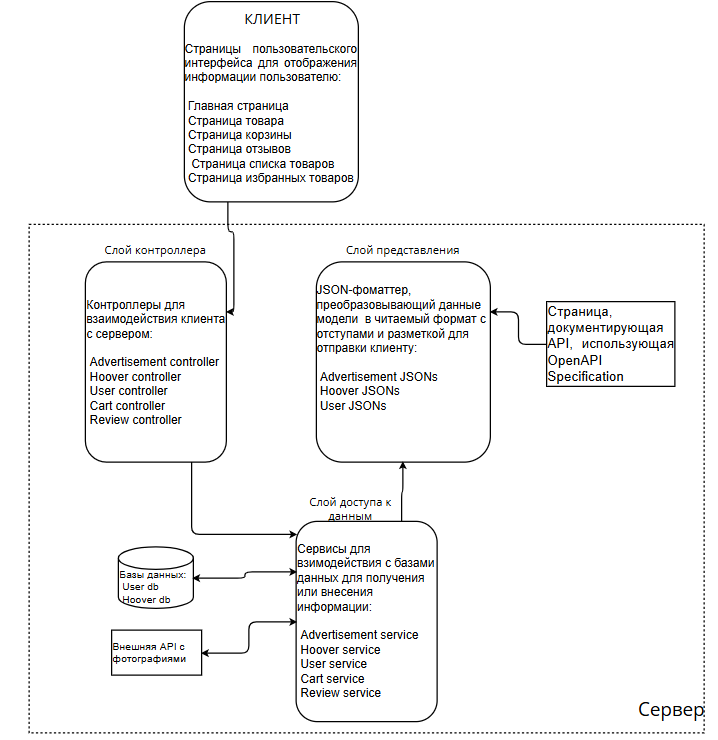 КЛИЕНТ
Страницы пользовательского
интерфейса для отображения
информации пользователю:
Главная страница
Страница товара
Страница корзины
Страница отзывов
Страница списка товаров
Страница избранных товаров
Слой контроллера
Контроллеры для
взаимодействия клиента
с сервером:
Advertisement controller
Hoover controller
User controller
Cart controller
Review controller
Слой представления
JSON-фоматтер,
преобразовывающий данные
модели в читаемый формат с
отступами и разметкой для
отправки клиенту:
Advertisement JSONs
Hoover JSONs
User JSONs
Страница,
документирующая
API, использующая
OpenAPI
Specification
Слой доступа к
данным
Сервисы для
взимодействия с базами
данных для получения
или внесения
информации:
Advertisement service
Hoover service
User service
Cart service
Review service
Базы данных:
User db
Hoover db
Внешняя API с
фотографиями
Сервер